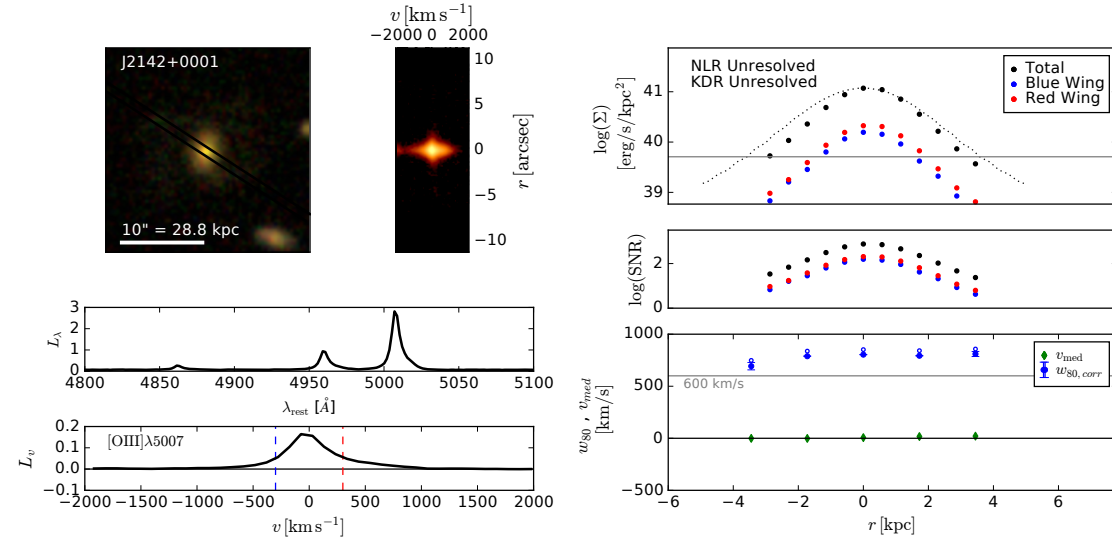 J2142+0001
10" = 28.8 kpc
v [km s⁻¹]
−2000 0 2000
10
5
0
−5
−10
r [arcsec]
L_λ
3
2
1
0
4800 4850 4900 4950 5000 5050 5100
λ_rest [Å]
[OIII]λ5007
L_v
0.2
0.1
0.0
−0.1
−2000 −1500 −1000 −500 0 500 1000 1500 2000
v [km s⁻¹]
NLR Unresolved
KDR Unresolved
Total
Blue Wing
Red Wing
log(Σ)
[erg/s/kpc²]
41
40
39
log(SNR)
2
0
w₈₀ , v_med
[km/s]
1000
500
0
−500
v_med
w_80,corr
600 km/s
−6 −4 −2 0 2 4 6
r [kpc]